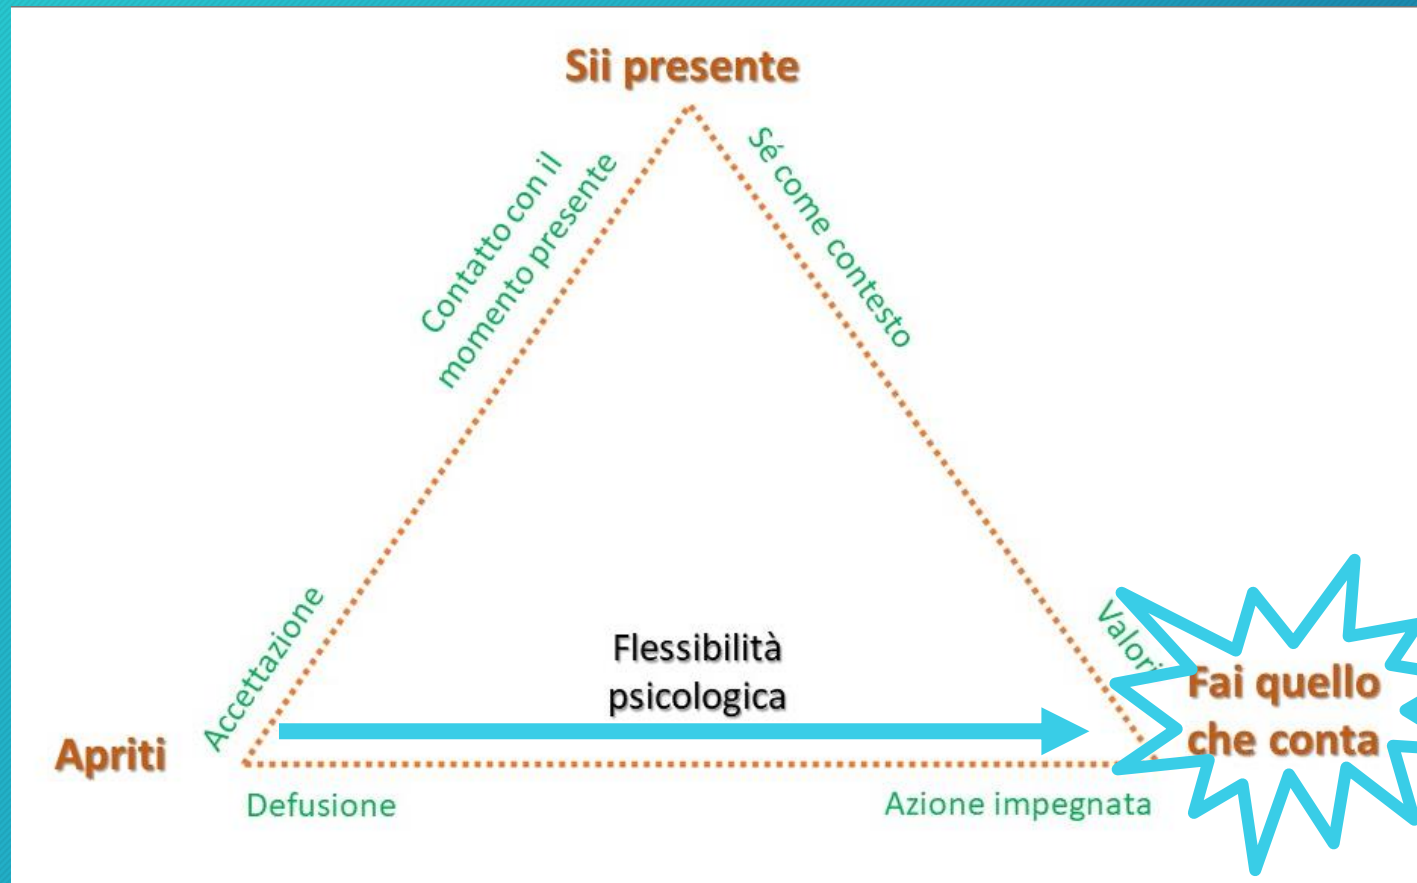 Sii presente
Contatto con il
momento presente
Sé come contesto
Accettazione
Flessibilità
psicologica
Valori
Fai quello
che conta
Apriti
Defusione
Azione impegnata